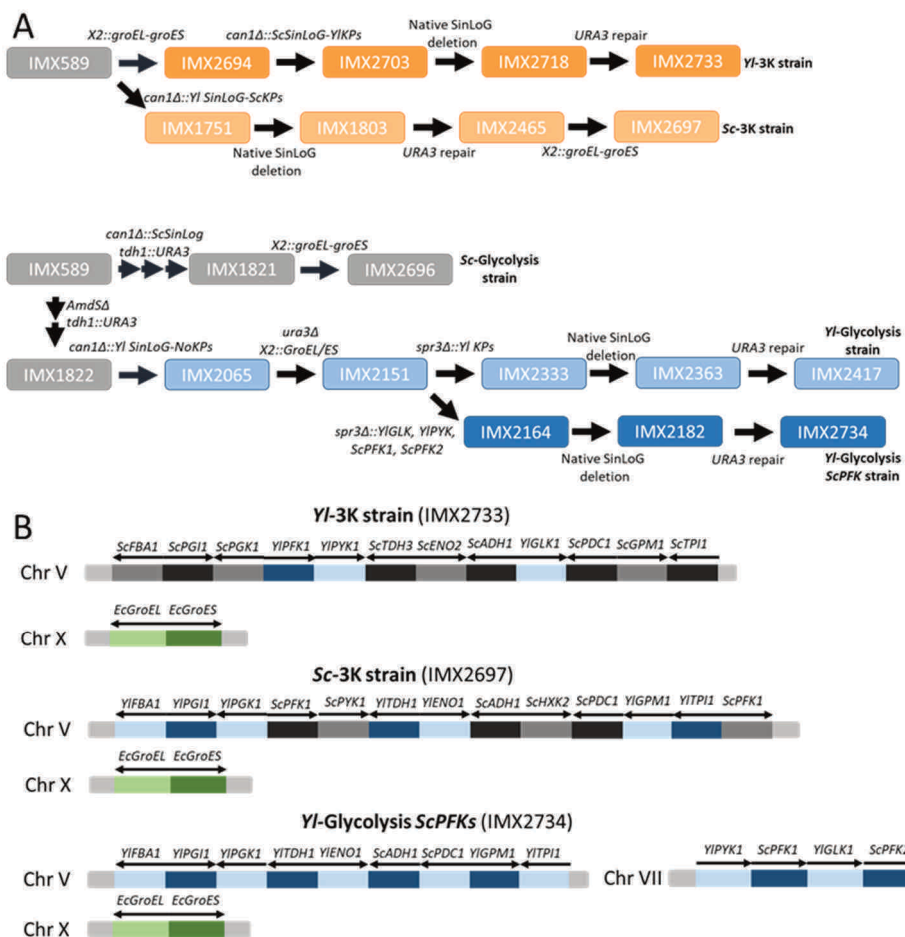 A
X2::groEL-groES
can1Δ::ScSinLoG-YlKPs
Native SinLoG
deletion
URA3 repair
IMX589
IMX2694
IMX2703
IMX2718
IMX2733
Yl-3K strain
can1Δ::Yl SinLoG-ScKPs
IMX1751
IMX1803
IMX2465
IMX2697
Sc-3K strain
Native SinLoG
deletion
URA3 repair
X2::groEL-groES
can1Δ::ScSinLog
tdh1::URA3
X2::groEL-groES
IMX589
IMX1821
IMX2696
Sc-Glycolysis
strain
AmdSΔ
tdh1::URA3
can1Δ::Yl SinLoG-NoKPs
ura3Δ
X2::GroEL/ES
spr3Δ::Yl KPs
Native SinLoG
deletion
URA3 repair
Yl-Glycolysis
strain
IMX1822
IMX2065
IMX2151
IMX2333
IMX2363
IMX2417
spr3Δ::YlGLK, YlPYK,
ScPFK1, ScPFK2
IMX2164
IMX2182
IMX2734
Native SinLoG
deletion
URA3 repair
Yl-Glycolysis
ScPFK strain
B
Yl-3K strain (IMX2733)
ScFBA1 ScPGI1 ScPGK1 YlPFK1 YlPYK1 ScTDH3 ScENO2 ScADH1 YlGLK1 ScPDC1 ScGPM1 ScTPI1
Chr V
EcGroEL EcGroES
Chr X
Sc-3K strain (IMX2697)
YlFBA1 YlPGI1 YlPGK1 ScPFK1 ScPYK1 YlTDH1 YlENO1 ScADH1 ScHXK2 ScPDC1 YlGPM1 YlTPI1 ScPFK1
Chr V
EcGroEL EcGroES
Chr X
Yl-Glycolysis ScPFKs (IMX2734)
YlFBA1 YlPGI1 YlPGK1 YlTDH1 YlENO1 ScADH1 ScPDC1 YlGPM1 YlTPI1
Chr V
YlPYK1 ScPFK1 YlGLK1 ScPFK2
Chr VII
EcGroEL EcGroES
Chr X